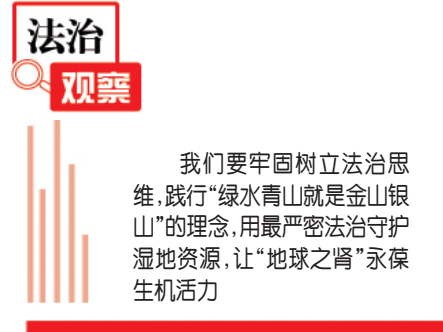 法治
观察
我们要牢固树立法治思
维,践行“绿水青山就是金山银
山”的理念,用最严密法治守护
湿地资源,让“地球之肾”永葆
生机活力